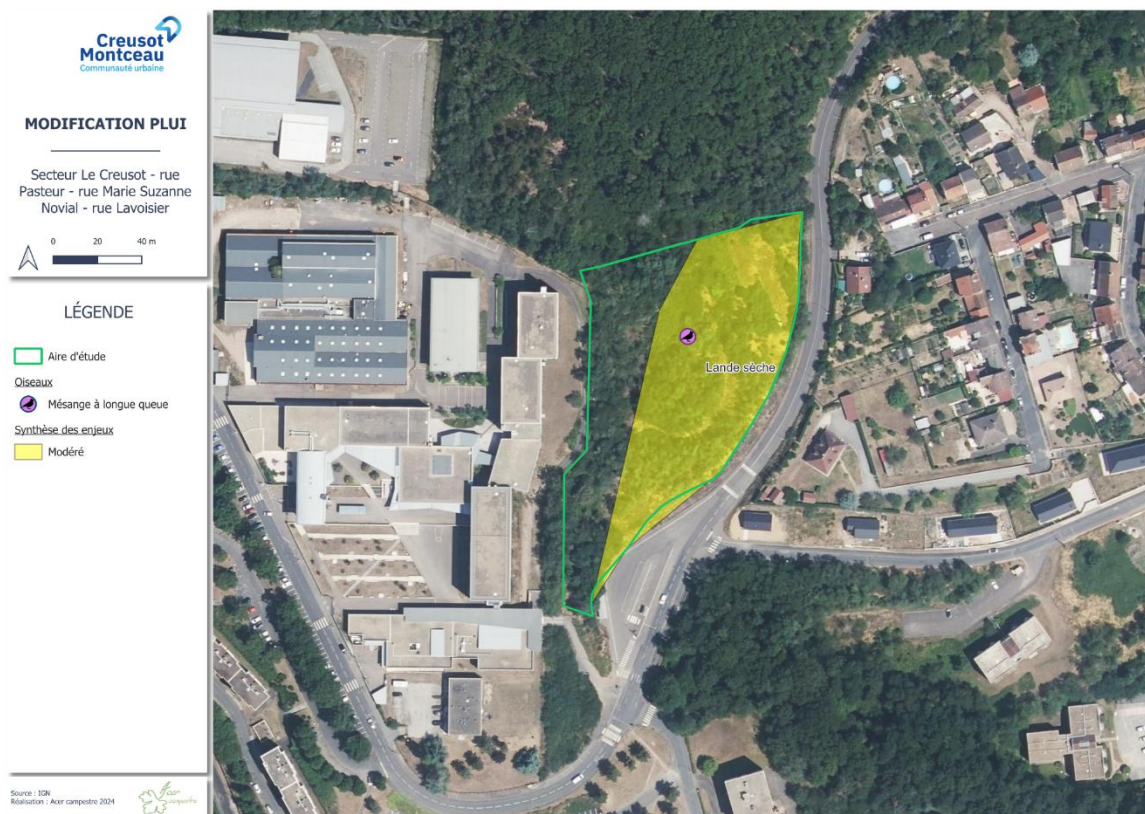 Creusot
Montceau
Communauté urbaine
MODIFICATION PLUI
Secteur Le Creusot - rue
Pasteur - rue Marie Suzanne
Novial - rue Lavoisier
0 20 40 m
LÉGENDE
Aire d'étude
Oiseaux
Mésange à longue queue
Synthèse des enjeux
Modéré
Lande sèche
Source : IGN
Réalisation : Acer campestre 2024
acer
campestre